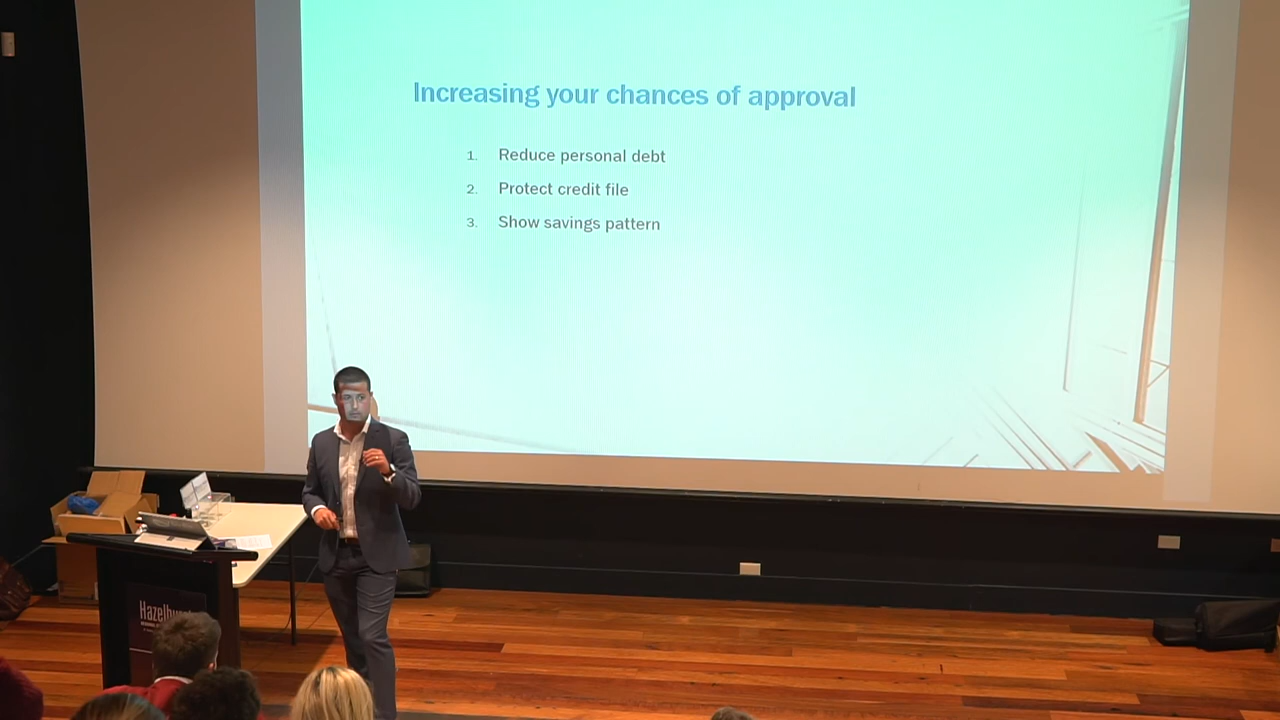 Increasing your chances of approval
1. Reduce personal debt
2. Protect credit file
3. Show savings pattern